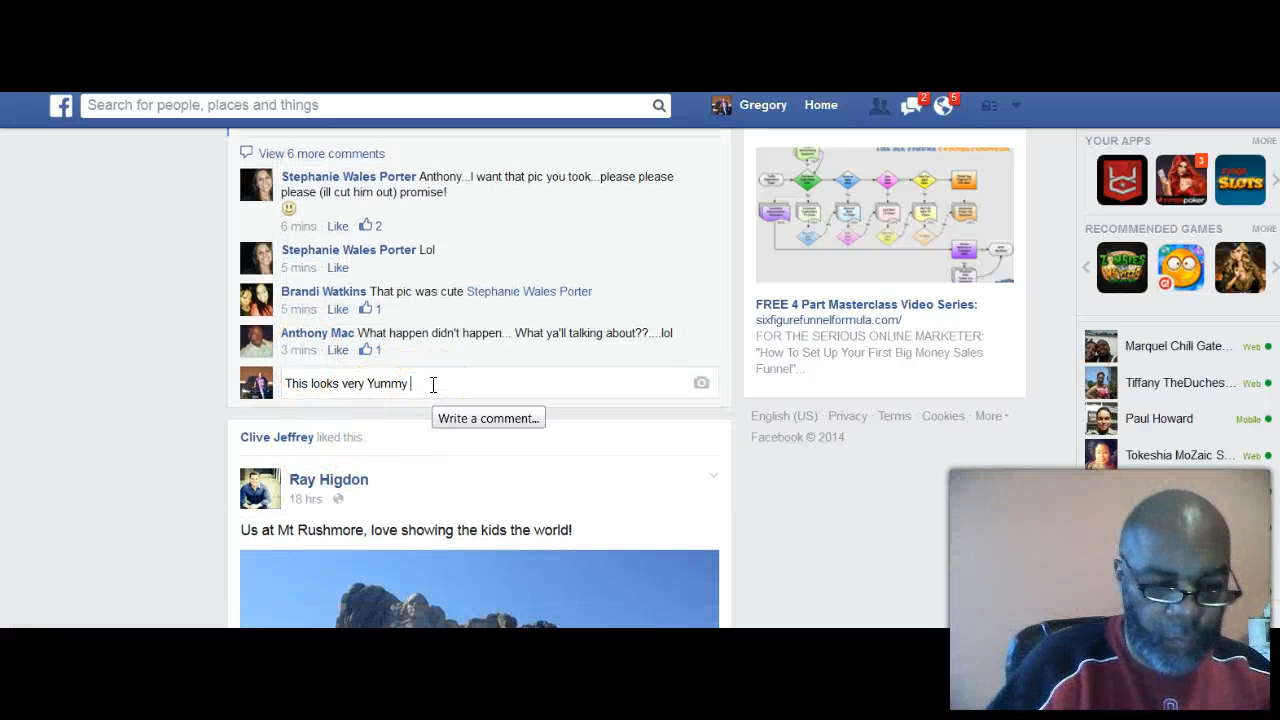 Search for people, places and things
Gregory Home
2
5
View 6 more comments
Stephanie Wales Porter Anthony...I want that pic you took...please please
please (ill cut him out) promise!
6 mins · Like · 2
Stephanie Wales Porter Lol
5 mins · Like
Brandi Watkins That pic was cute Stephanie Wales Porter
5 mins · Like · 1
Anthony Mac What happen didn't happen... What ya'll talking about??....lol
3 mins · Like · 1
This looks very Yummy
Write a comment...
Clive Jeffrey liked this.
Ray Higdon
18 hrs ·
Us at Mt Rushmore, love showing the kids the world!
FREE 4 Part Masterclass Video Series:
sixfigurefunnelformula.com/
FOR THE SERIOUS ONLINE MARKETER:
"How To Set Up Your First Big Money Sales
Funnel"...
English (US) · Privacy · Terms · Cookies · More
Facebook © 2014
YOUR APPS MORE
3
poker
SLOTS
RECOMMENDED GAMES MORE
Marquel Chill Gate... Web
Tiffany TheDuches... Web
Paul Howard Mobile
Tokeshia MoZaic S... Web